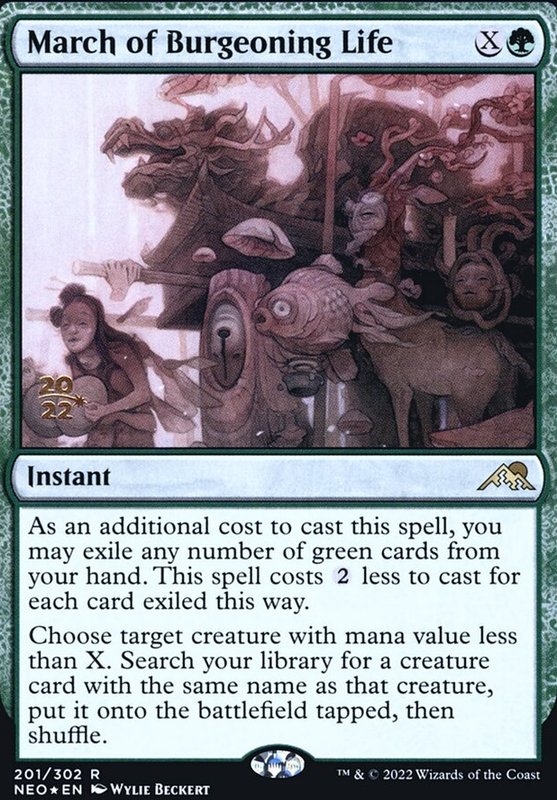 March of Burgeoning Life X
20
22
Instant
As an additional cost to cast this spell, you
may exile any number of green cards from
your hand. This spell costs 2 less to cast for
each card exiled this way.
Choose target creature with mana value less
than X. Search your library for a creature
card with the same name as that creature,
put it onto the battlefield tapped, then
shuffle.
201/302 R
NEO★EN Wylie Beckert
™ & © 2022 Wizards of the Coast